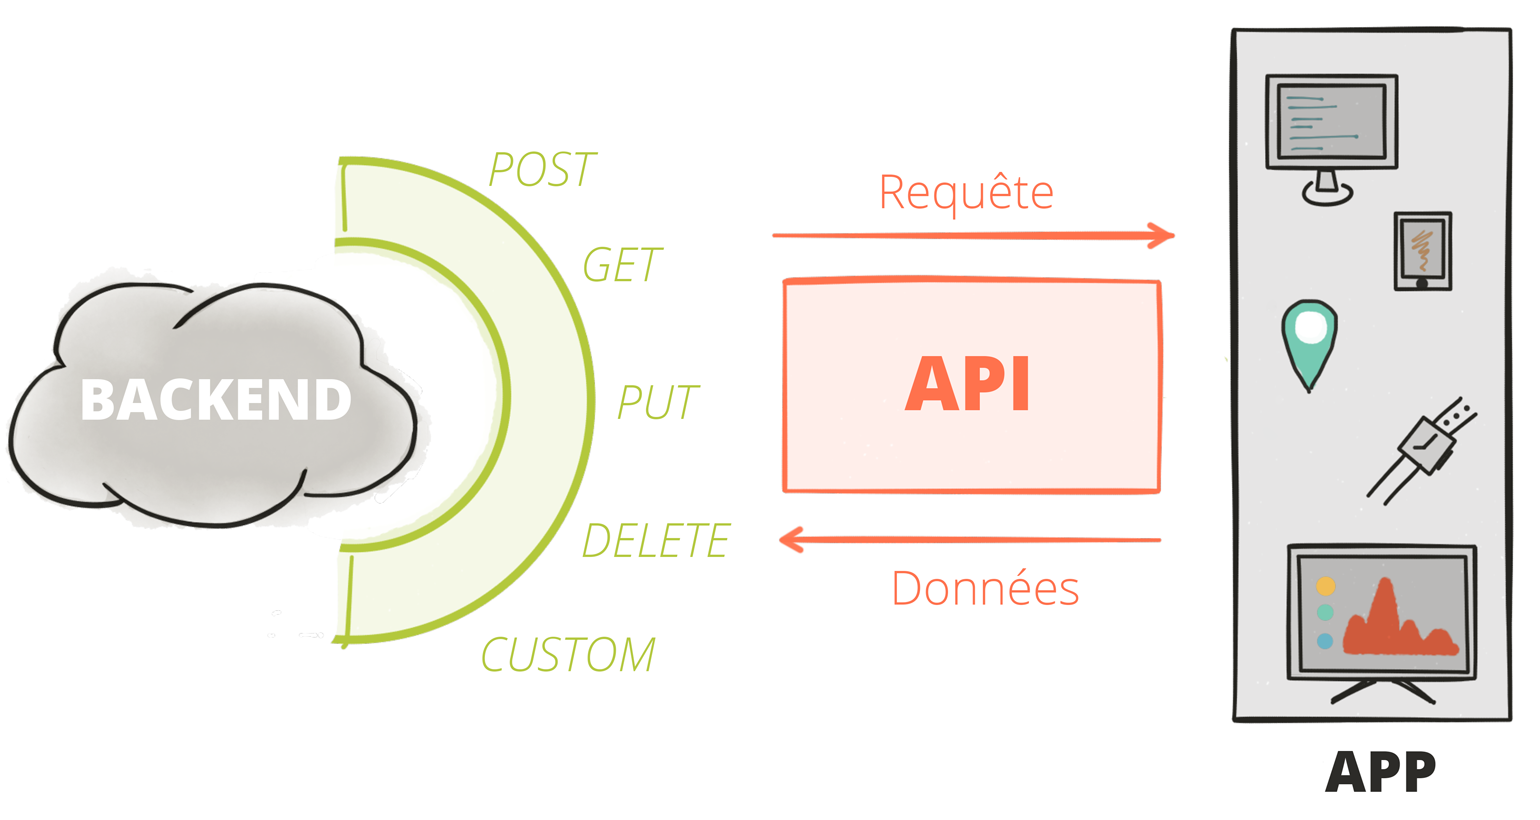 BACKEND
POST
GET
PUT
DELETE
CUSTOM
Requête
API
Données
APP